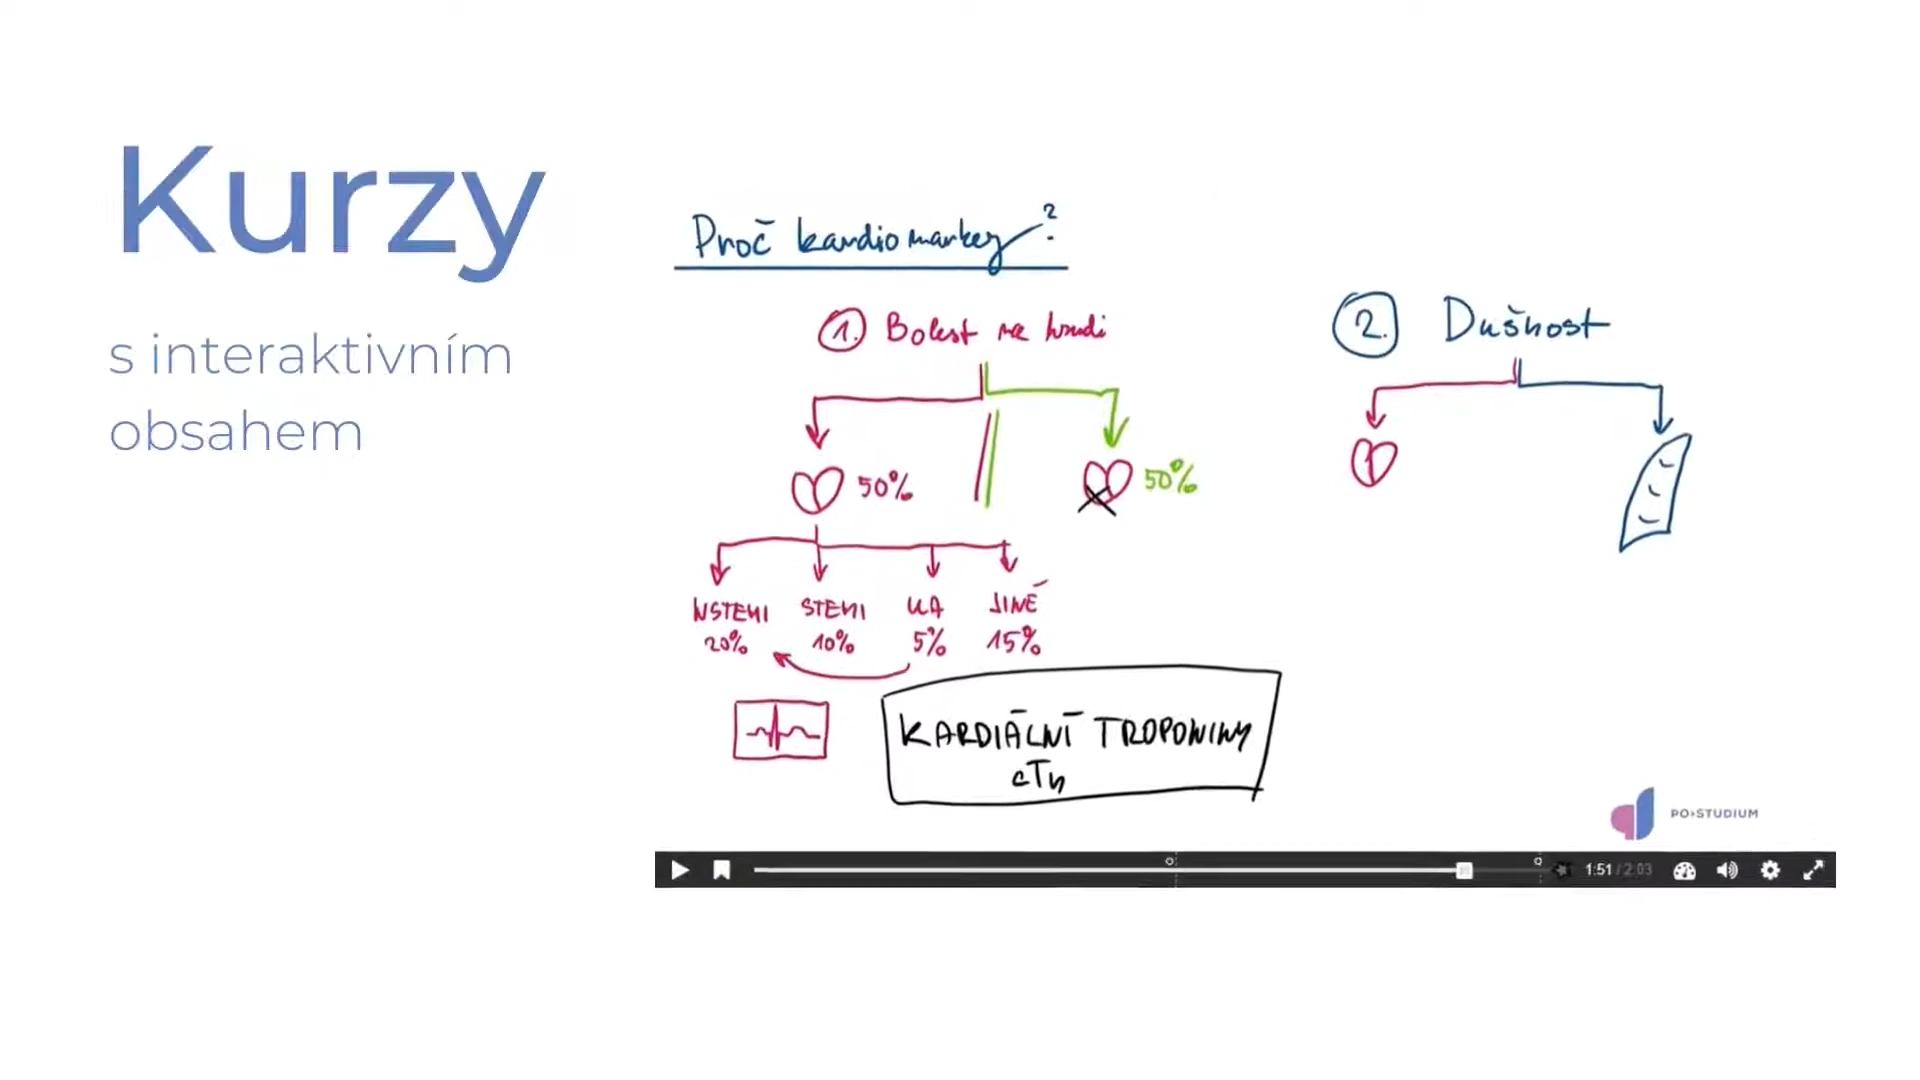 Kurzy
s interaktivním
obsahem
Proč kardiomarkery?
1. Bolest na hrudi
2. Dušnost
50%
50%
NSTEMI STEMI UA JINÉ
20% 10% 5% 15%
KARDIÁLNÍ TROPONINY
cTn
PO>STUDIUM
1:51 / 2:03